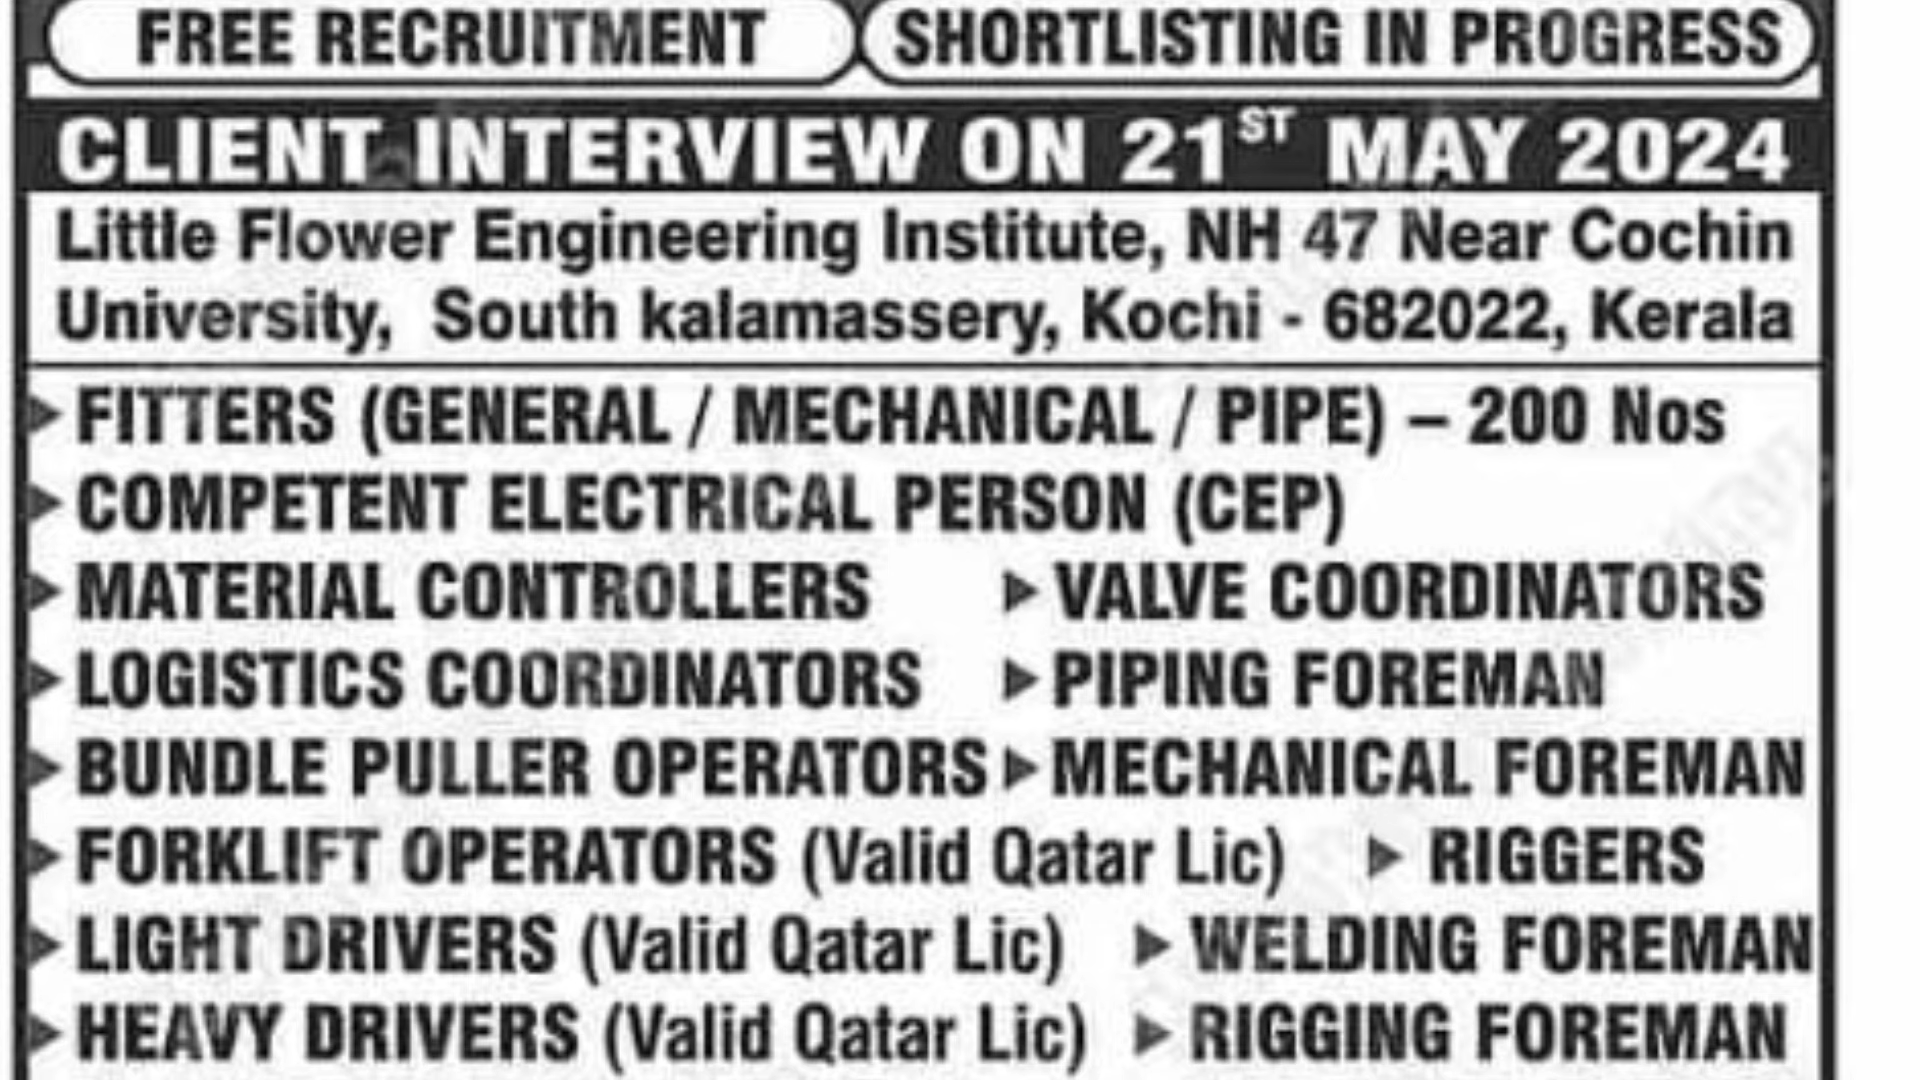 FREE RECRUITMENT SHORTLISTING IN PROGRESS
CLIENT INTERVIEW ON 21ST MAY 2024
Little Flower Engineering Institute, NH 47 Near Cochin
University, South kalamassery, Kochi - 682022, Kerala
FITTERS (GENERAL / MECHANICAL / PIPE) – 200 Nos
COMPETENT ELECTRICAL PERSON (CEP)
MATERIAL CONTROLLERS ▶ VALVE COORDINATORS
LOGISTICS COORDINATORS ▶ PIPING FOREMAN
BUNDLE PULLER OPERATORS ▶ MECHANICAL FOREMAN
FORKLIFT OPERATORS (Valid Qatar Lic) ▶ RIGGERS
LIGHT DRIVERS (Valid Qatar Lic) ▶ WELDING FOREMAN
HEAVY DRIVERS (Valid Qatar Lic) ▶ RIGGING FOREMAN